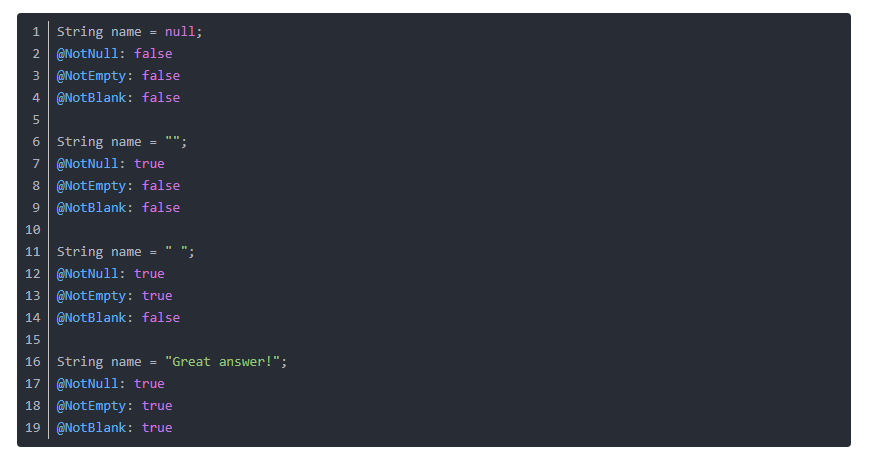 1 String name = null;
2 @NotNull: false
3 @NotEmpty: false
4 @NotBlank: false
5
6 String name = "";
7 @NotNull: true
8 @NotEmpty: false
9 @NotBlank: false
10
11 String name = " ";
12 @NotNull: true
13 @NotEmpty: true
14 @NotBlank: false
15
16 String name = "Great answer!";
17 @NotNull: true
18 @NotEmpty: true
19 @NotBlank: true